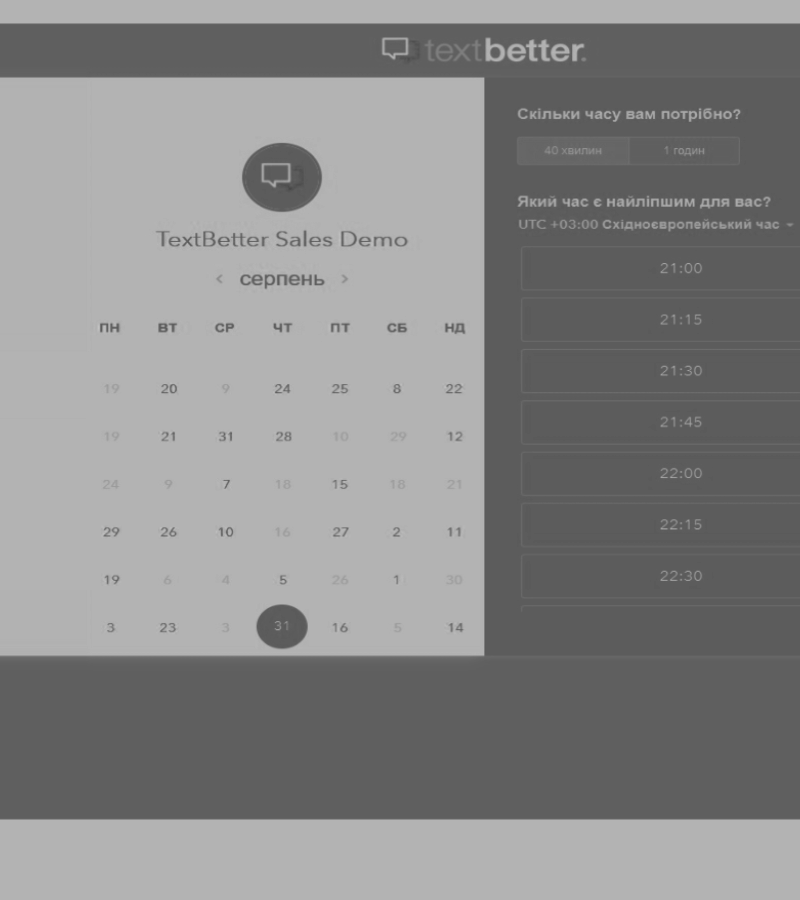 textbetter.
TextBetter Sales Demo
< серпень >
ПН ВТ СР ЧТ ПТ СБ НД
19 20 9 24 25 8 22
19 21 31 28 10 29 12
24 9 7 18 15 18 21
29 26 10 16 27 2 11
19 6 4 5 26 1 30
3 23 3 31 16 5 14
Скільки часу вам потрібно?
40 хвилин 1 годин
Який час є найліпшим для вас?
UTC +03:00 Східноєвропейський час
21:00
21:15
21:30
21:45
22:00
22:15
22:30